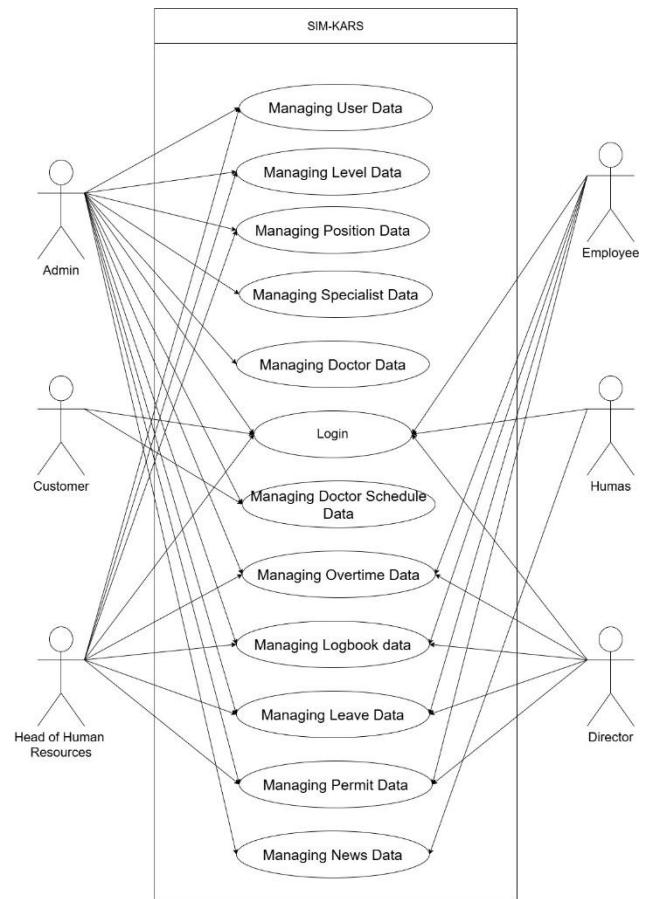 SIM-KARS
Managing User Data
Managing Level Data
Managing Position Data
Managing Specialist Data
Managing Doctor Data
Login
Managing Doctor Schedule
Data
Managing Overtime Data
Managing Logbook data
Managing Leave Data
Managing Permit Data
Managing News Data
Admin
Customer
Head of Human
Resources
Employee
Humas
Director